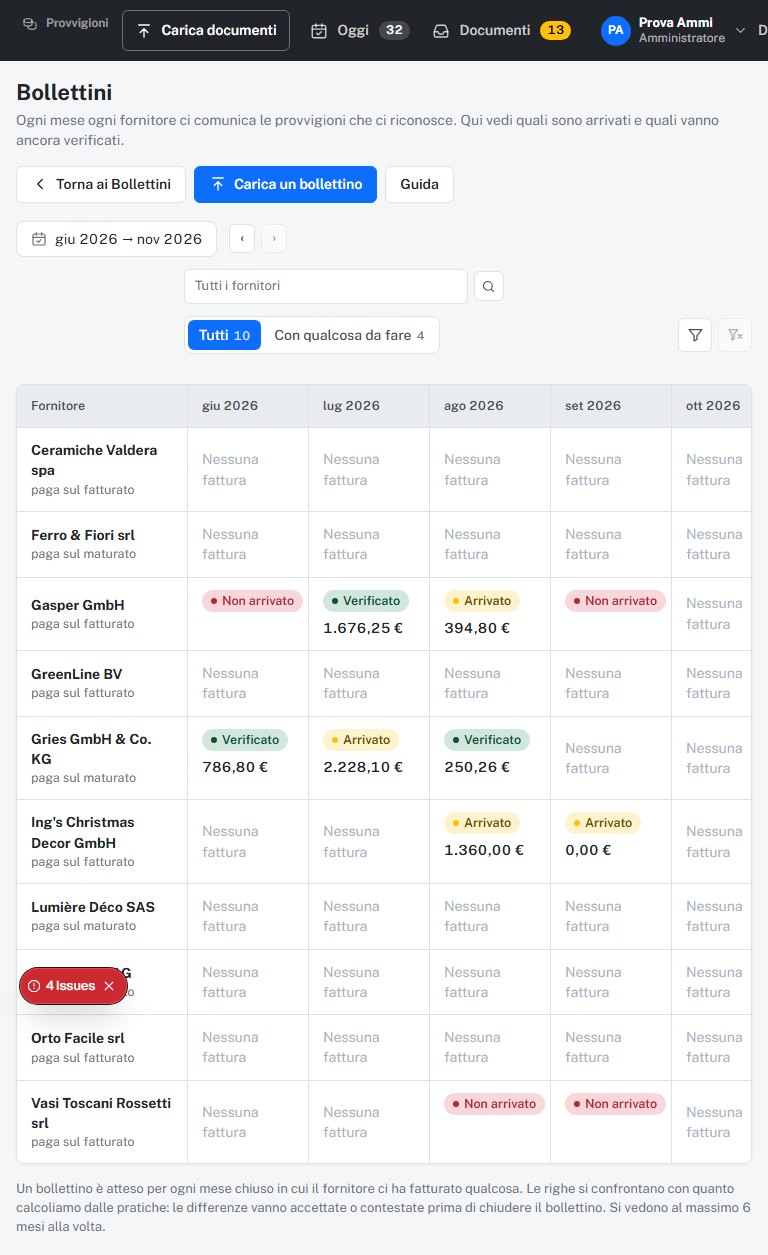 Provvigioni
Carica documenti
Oggi 32
Documenti 13
PA
Prova Ammi
Amministratore
D
Bollettini
Ogni mese ogni fornitore ci comunica le provvigioni che ci riconosce. Qui vedi quali sono arrivati e quali vanno
ancora verificati.
Torna ai Bollettini
Carica un bollettino
Guida
giu 2026 → nov 2026
‹ ›
Tutti i fornitori
Tutti 10 Con qualcosa da fare 4
Fornitore giu 2026 lug 2026 ago 2026 set 2026 ott 2026
Ceramiche Valdera
spa
paga sul fatturato
Nessuna Nessuna Nessuna Nessuna Nessuna
fattura fattura fattura fattura fattura
Ferro & Fiori srl
paga sul maturato
Nessuna Nessuna Nessuna Nessuna Nessuna
fattura fattura fattura fattura fattura
Gasper GmbH
paga sul fatturato
Non arrivato Verificato Arrivato Non arrivato Nessuna
1.676,25 € 394,80 € fattura
GreenLine BV
paga sul fatturato
Nessuna Nessuna Nessuna Nessuna Nessuna
fattura fattura fattura fattura fattura
Gries GmbH & Co.
KG
paga sul maturato
Verificato Arrivato Verificato Nessuna Nessuna
786,80 € 2.228,10 € 250,26 € fattura fattura
Ing's Christmas
Decor GmbH
paga sul fatturato
Nessuna Nessuna Arrivato Arrivato Nessuna
fattura fattura 1.360,00 € 0,00 € fattura
Lumière Déco SAS
paga sul maturato
Nessuna Nessuna Nessuna Nessuna Nessuna
fattura fattura fattura fattura fattura
4 Issues
Nessuna Nessuna Nessuna Nessuna Nessuna
fattura fattura fattura fattura fattura
Orto Facile srl
paga sul fatturato
Nessuna Nessuna Nessuna Nessuna Nessuna
fattura fattura fattura fattura fattura
Vasi Toscani Rossetti
srl
paga sul fatturato
Nessuna Nessuna Non arrivato Non arrivato Nessuna
fattura fattura fattura
Un bollettino è atteso per ogni mese chiuso in cui il fornitore ci ha fatturato qualcosa. Le righe si confrontano con quanto
calcoliamo dalle pratiche: le differenze vanno accettate o contestate prima di chiudere il bollettino. Si vedono al massimo 6
mesi alla volta.